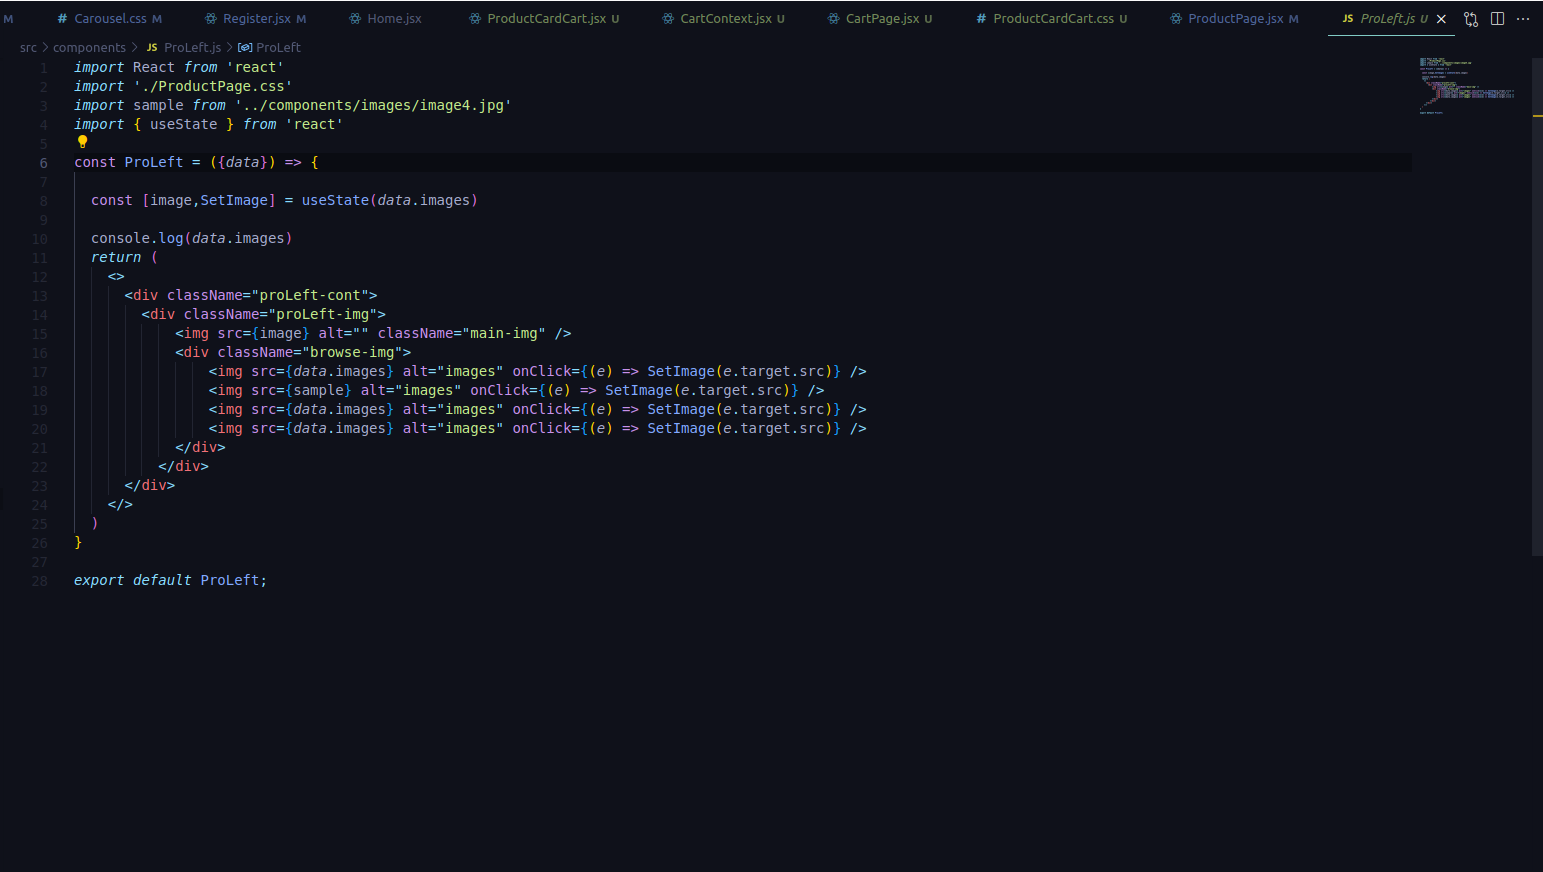 M # Carousel.css M Register.jsx M Home.jsx ProductCardCart.jsx U CartContext.jsx U CartPage.jsx U # ProductCardCart.css U ProductPage.jsx M JS ProLeft.js U
src > components > JS ProLeft.js > ProLeft
1 import React from 'react'
2 import './ProductPage.css'
3 import sample from '../components/images/image4.jpg'
4 import { useState } from 'react'
5
6 const ProLeft = ({data}) => {
7
8 const [image,SetImage] = useState(data.images)
9
10 console.log(data.images)
11 return (
12 <>
13 <div className="proLeft-cont">
14 <div className="proLeft-img">
15 <img src={image} alt="" className="main-img" />
16 <div className="browse-img">
17 <img src={data.images} alt="images" onClick={(e) => SetImage(e.target.src)} />
18 <img src={sample} alt="images" onClick={(e) => SetImage(e.target.src)} />
19 <img src={data.images} alt="images" onClick={(e) => SetImage(e.target.src)} />
20 <img src={data.images} alt="images" onClick={(e) => SetImage(e.target.src)} />
21 </div>
22 </div>
23 </div>
24 </>
25 )
26 }
27
28 export default ProLeft;